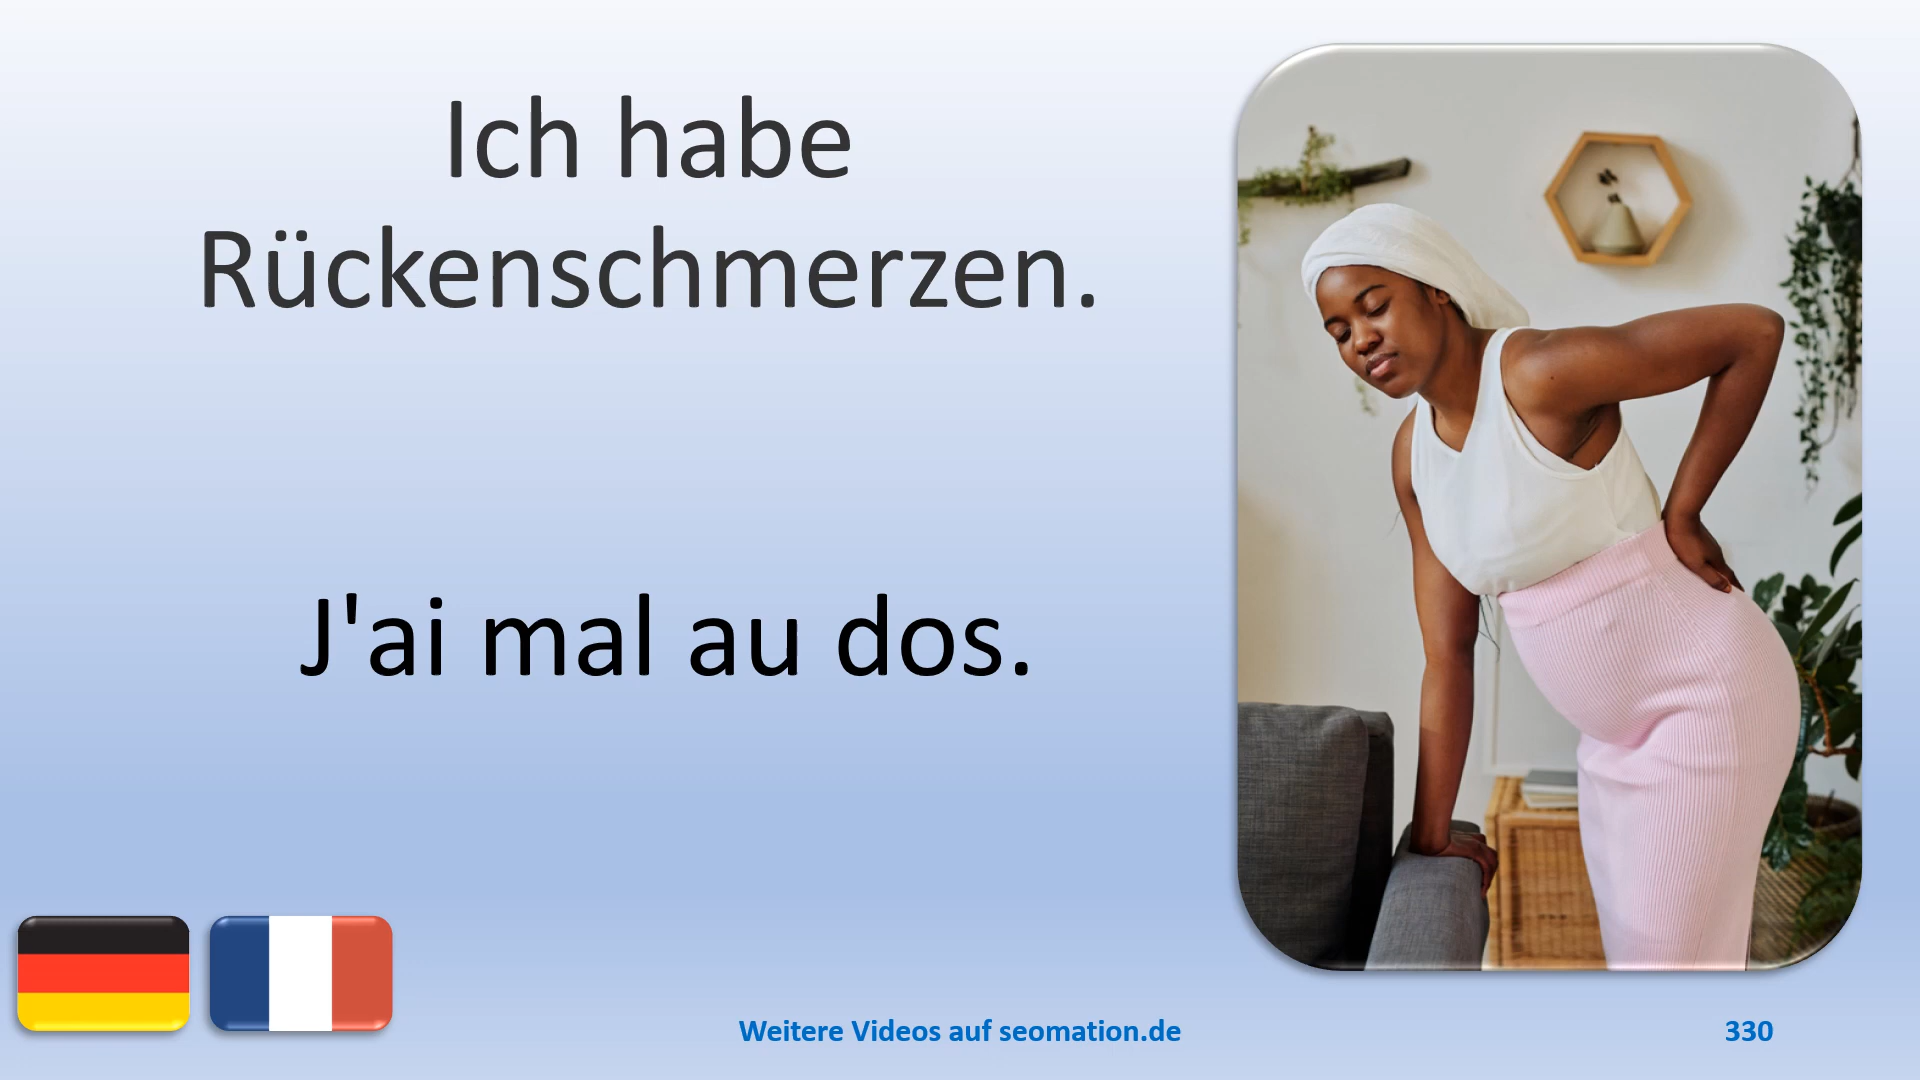 Ich habe
Rückenschmerzen.
J'ai mal au dos.
Weitere Videos auf seomation.de
330